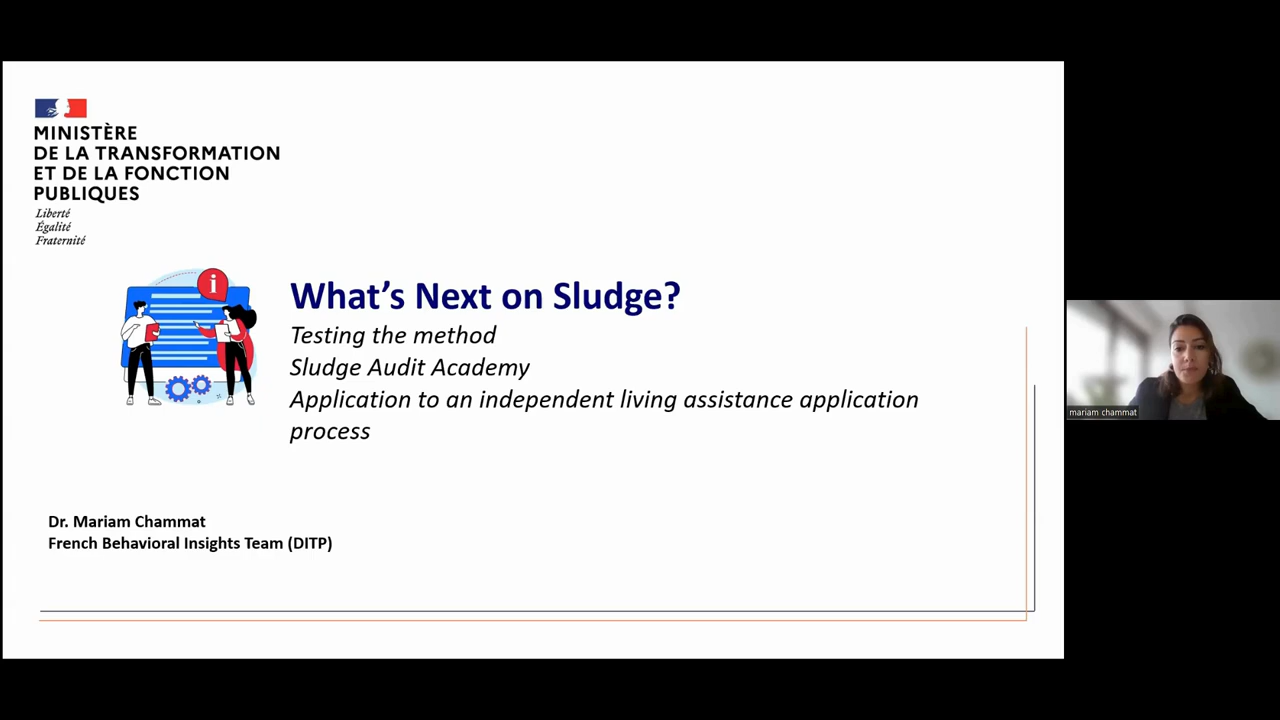 MINISTÈRE
DE LA TRANSFORMATION
ET DE LA FONCTION
PUBLIQUES
Liberté
Égalité
Fraternité
i
What's Next on Sludge?
Testing the method
Sludge Audit Academy
Application to an independent living assistance application
process
Dr. Mariam Chammat
French Behavioral Insights Team (DITP)
mariam chammat